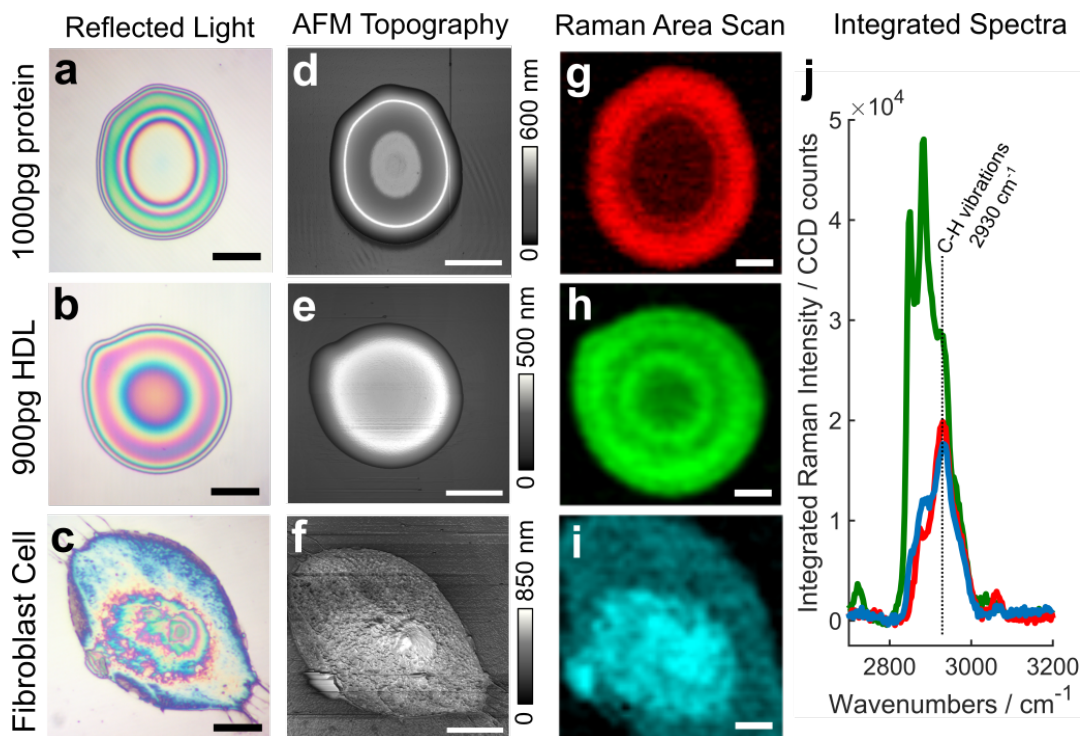 Reflected Light
AFM Topography
Raman Area Scan
Integrated Spectra
1000pg protein
a
d
0 600 nm
g
900pg HDL
b
e
0 500 nm
h
Fibroblast Cell
c
f
0 850 nm
i
j
×10⁴
5
4
3
2
1
0
Integrated Raman Intensity / CCD counts
C-H vibrations
2930 cm⁻¹
2800 3000 3200
Wavenumbers / cm⁻¹